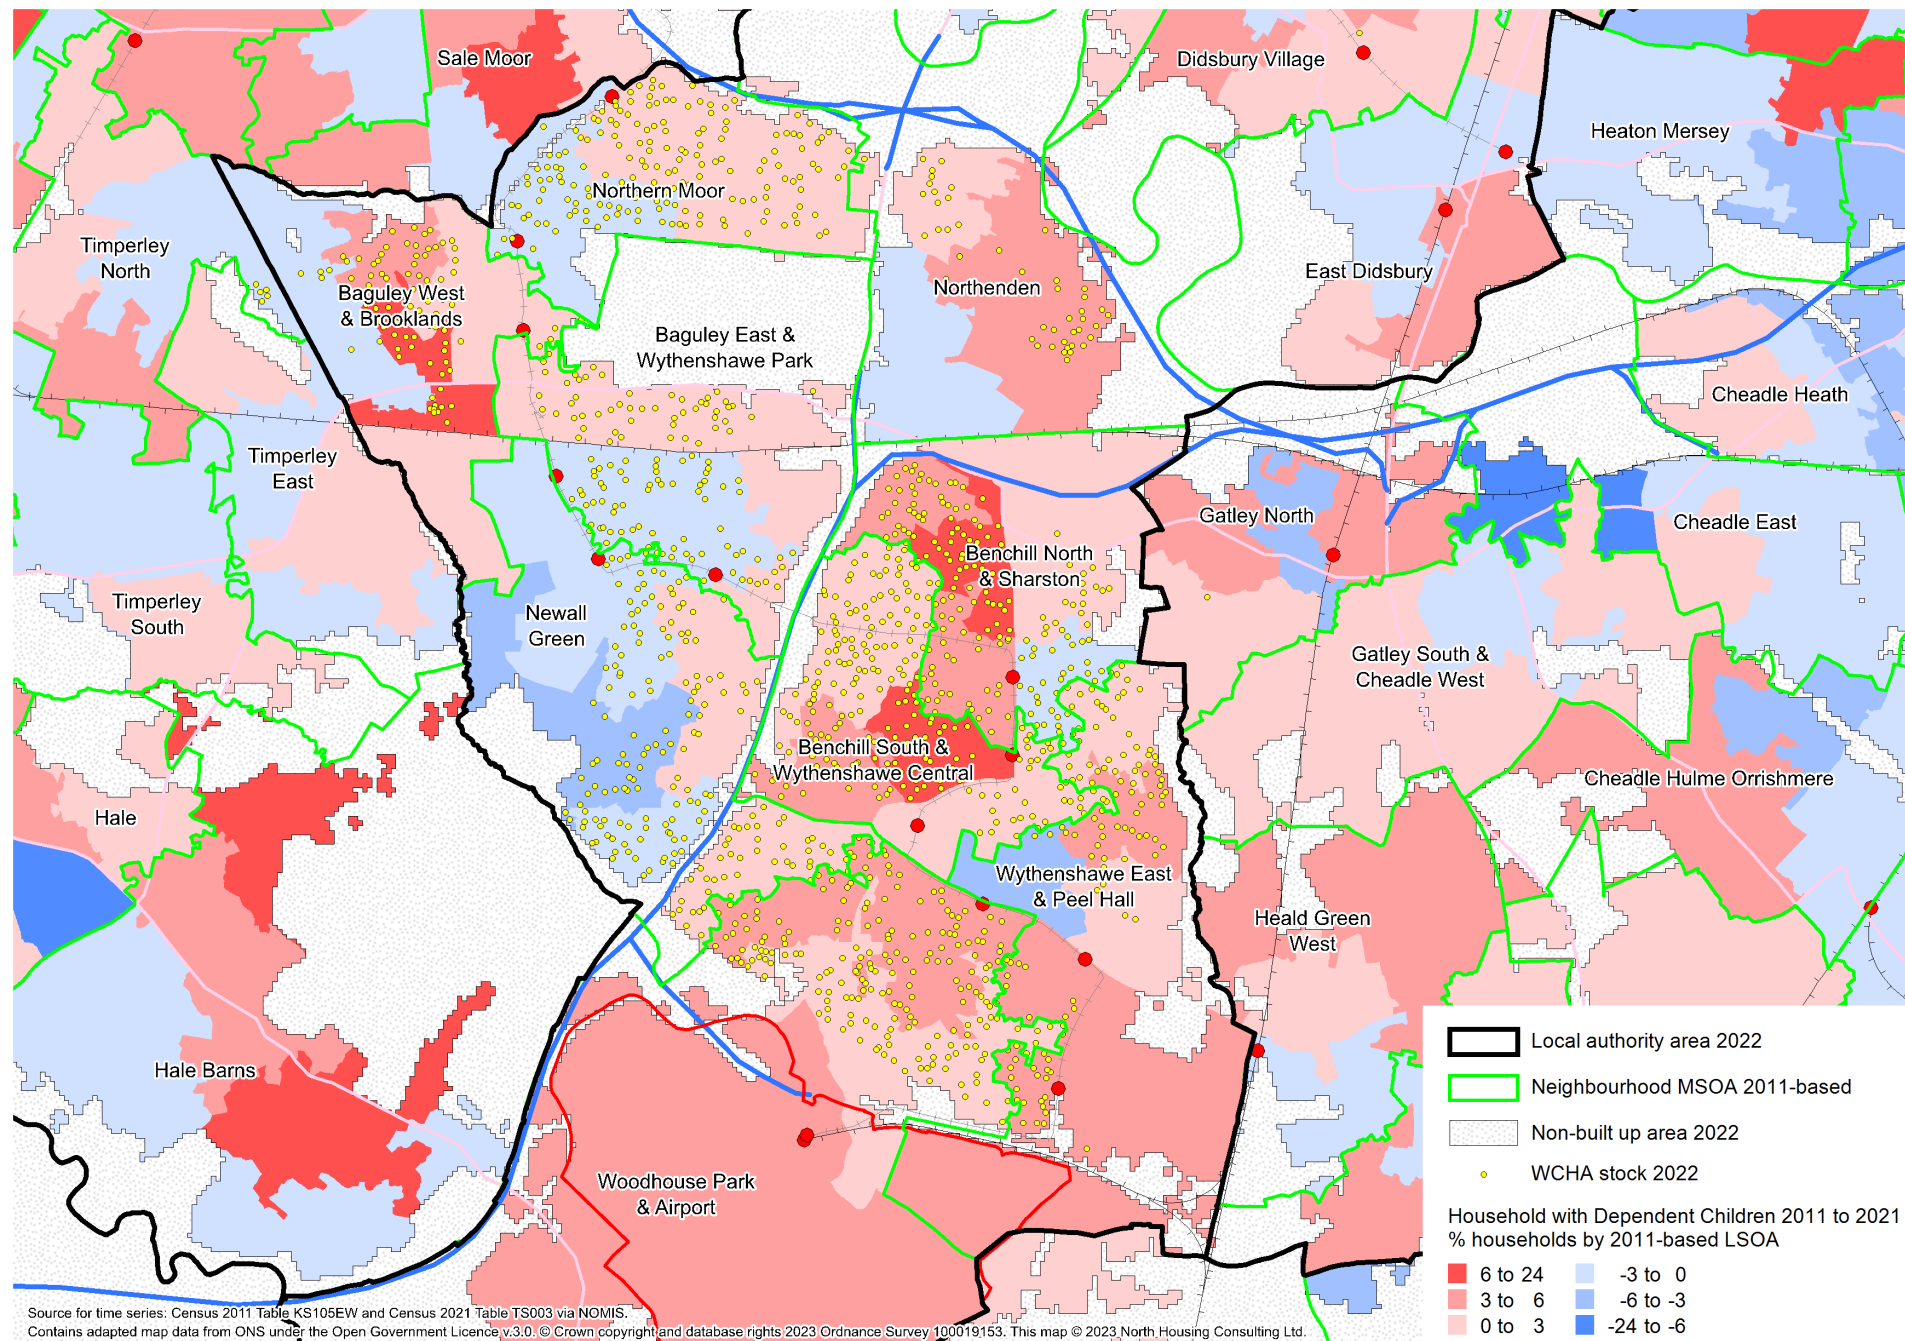 Sale Moor
Didsbury Village
Heaton Mersey
Northern Moor
Timperley
North
East Didsbury
Northenden
Baguley West
& Brooklands
Baguley East &
Wythenshawe Park
Cheadle Heath
Timperley
East
Gatley North
Cheadle East
Benchill North
& Sharston
Timperley
South
Newall
Green
Gatley South &
Cheadle West
Benchill South &
Wythenshawe Central
Cheadle Hulme Orrishmere
Hale
Wythenshawe East
& Peel Hall
Heald Green
West
Hale Barns
Woodhouse Park
& Airport
Local authority area 2022
Neighbourhood MSOA 2011-based
Non-built up area 2022
WCHA stock 2022
Household with Dependent Children 2011 to 2021
% households by 2011-based LSOA
6 to 24
3 to 6
0 to 3
-3 to 0
-6 to -3
-24 to -6
Source for time series: Census 2011 Table KS105EW and Census 2021 Table TS003 via NOMIS.
Contains adapted map data from ONS under the Open Government Licence v.3.0. © Crown copyright and database rights 2023 Ordnance Survey 100019153. This map © 2023 North Housing Consulting Ltd.